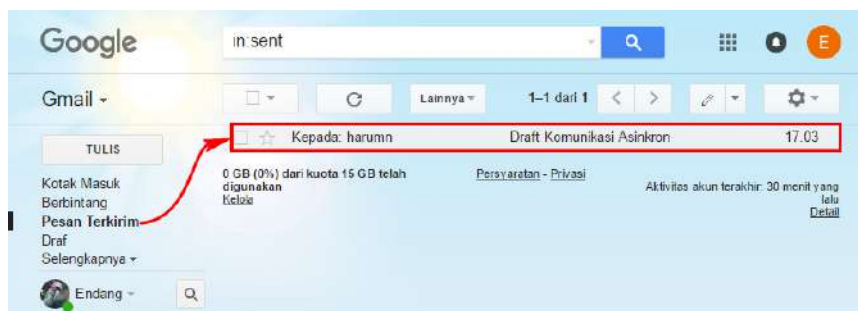 Google in:sent E
Gmail Lainnya 1–1 dari 1
TULIS
Kepada: harumn Draft Komunikasi Asinkron 17.03
Kotak Masuk
Berbintang
Pesan Terkirim
Draf
Selengkapnya
Endang
0 GB (0%) dari kuota 15 GB telah
digunakan
Kelola
Persyaratan - Privasi
Aktivitas akun terakhir: 30 menit yang
lalu
Detail